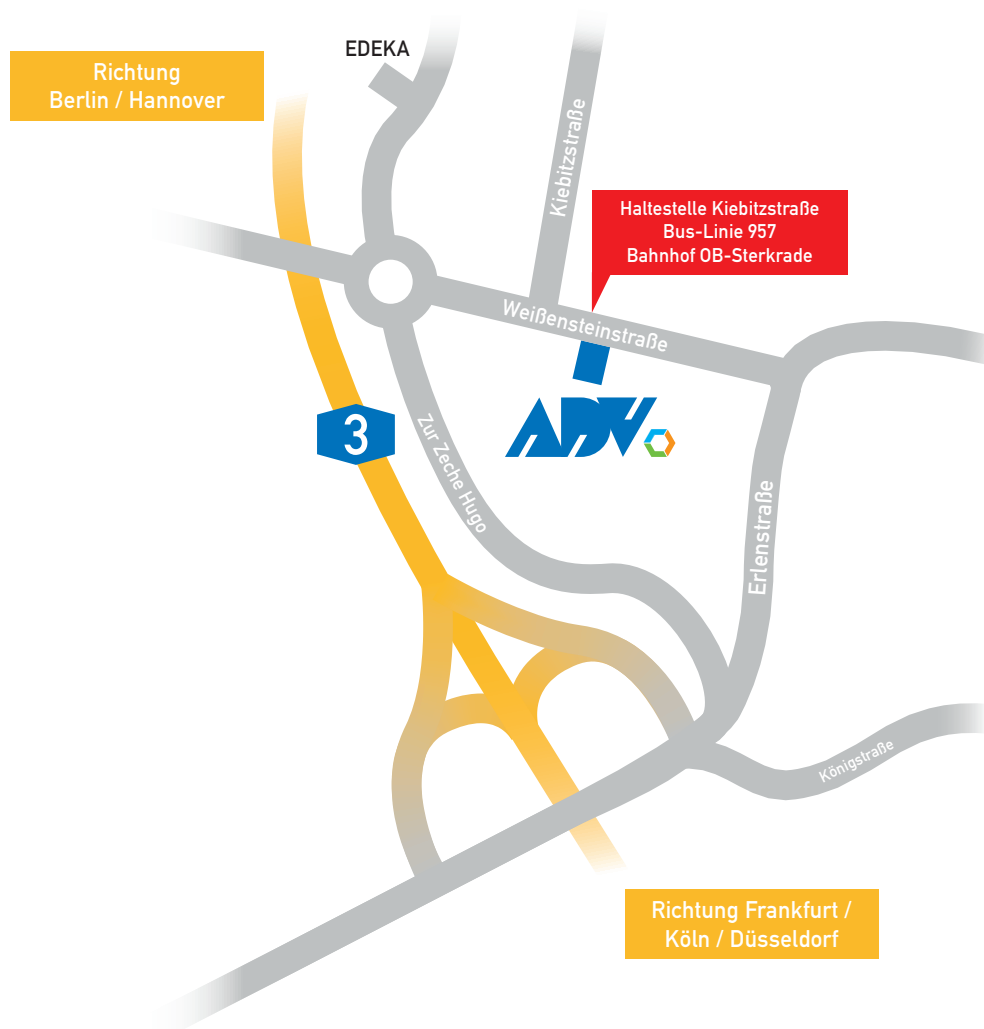 EDEKA
Richtung
Berlin / Hannover
Kiebitzstraße
Haltestelle Kiebitzstraße
Bus-Linie 957
Bahnhof OB-Sterkrade
Weißensteinstraße
ADV
3
Zur Zeche Hugo
Erlenstraße
Königstraße
Richtung Frankfurt /
Köln / Düsseldorf